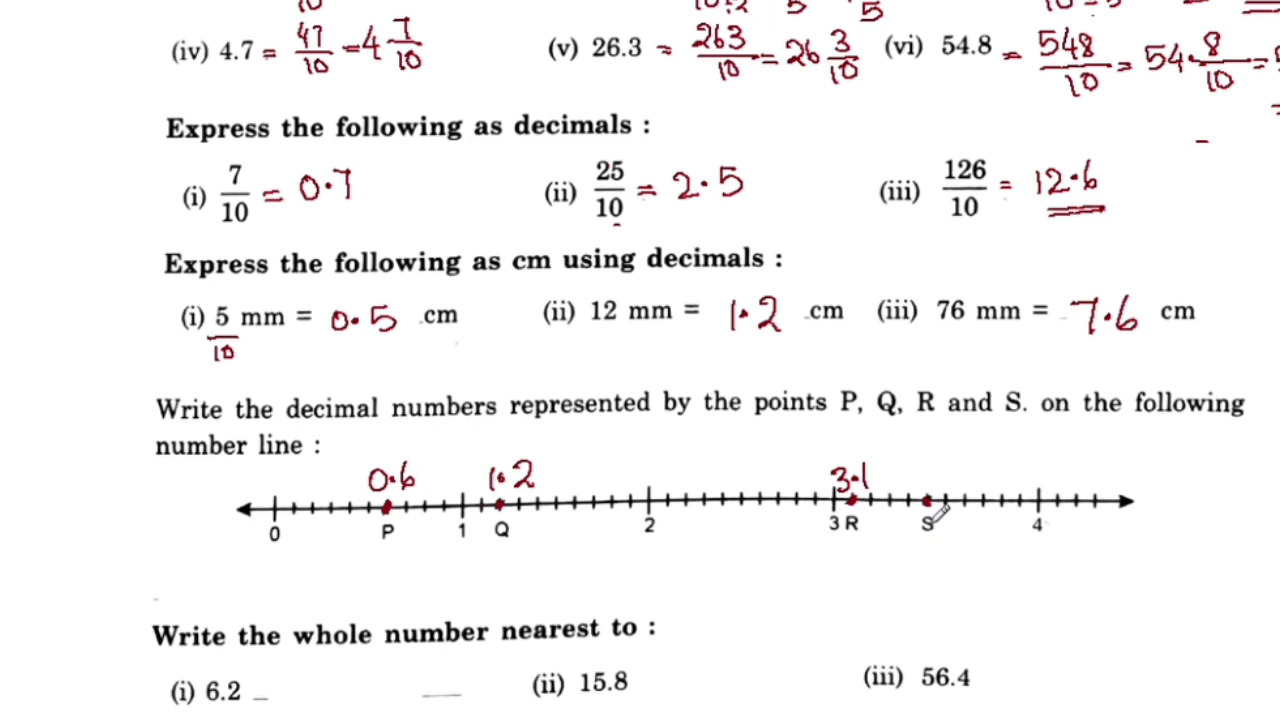 (iv) 4.7 = 47/10 = 4 7/10 (v) 26.3 = 263/10 = 26 3/10 (vi) 54.8 = 548/10 = 54 8/10 =
Express the following as decimals :
(i) 7/10 = 0.7 (ii) 25/10 = 2.5 (iii) 126/10 = 12.6
Express the following as cm using decimals :
(i) 5 mm = 0.5 cm (ii) 12 mm = 1.2 cm (iii) 76 mm = 7.6 cm
10
Write the decimal numbers represented by the points P, Q, R and S. on the following
number line :
0.6 1.2 3.1
0 P 1 Q 2 3 R S 4
Write the whole number nearest to :
(i) 6.2 (ii) 15.8 (iii) 56.4